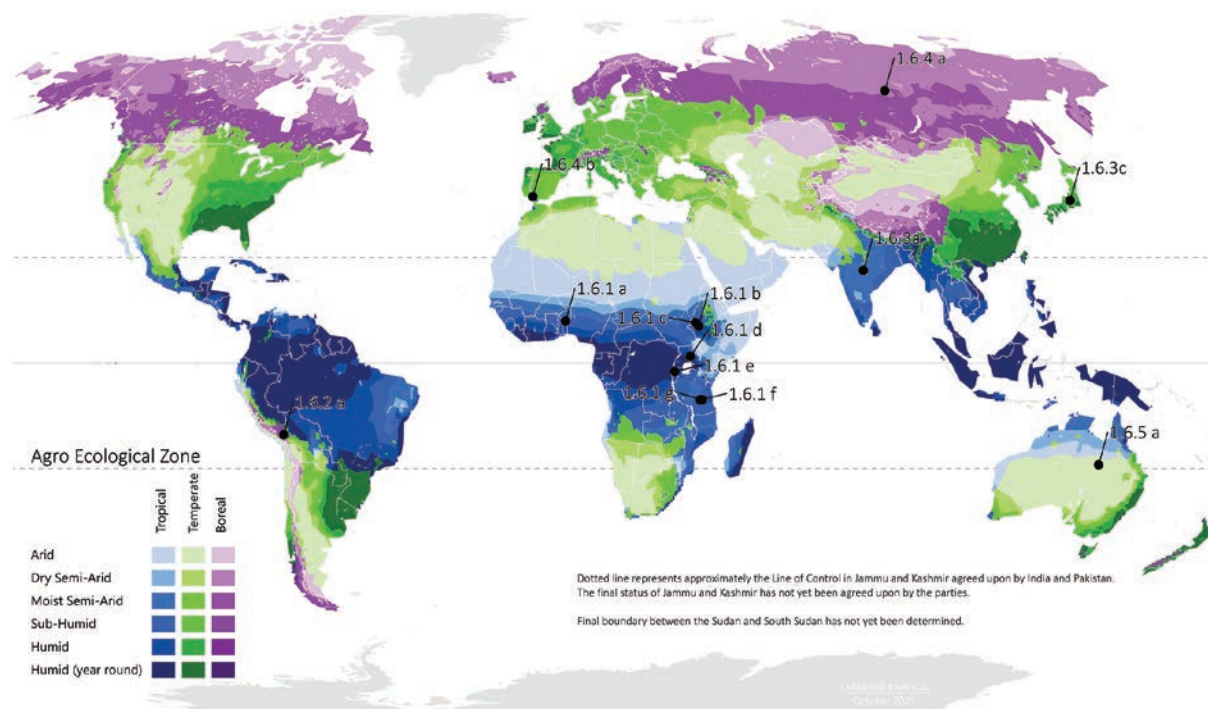 1.6.4 a
1.6.4 b
1.6.3c
1.6.3a
1.6.1 a
1.6.1 b
1.6.1 c
1.6.1 d
1.6.1 e
1.6.1 g
1.6.1 f
1.6.2 a
1.6.5 a
Agro Ecological Zone
Tropical
Temperate
Boreal
Arid
Dry Semi-Arid
Moist Semi-Arid
Sub-Humid
Humid
Humid (year round)
Dotted line represents approximately the Line of Control in Jammu and Kashmir agreed upon by India and Pakistan.
The final status of Jammu and Kashmir has not yet been agreed upon by the parties.
Final boundary between the Sudan and South Sudan has not yet been determined.